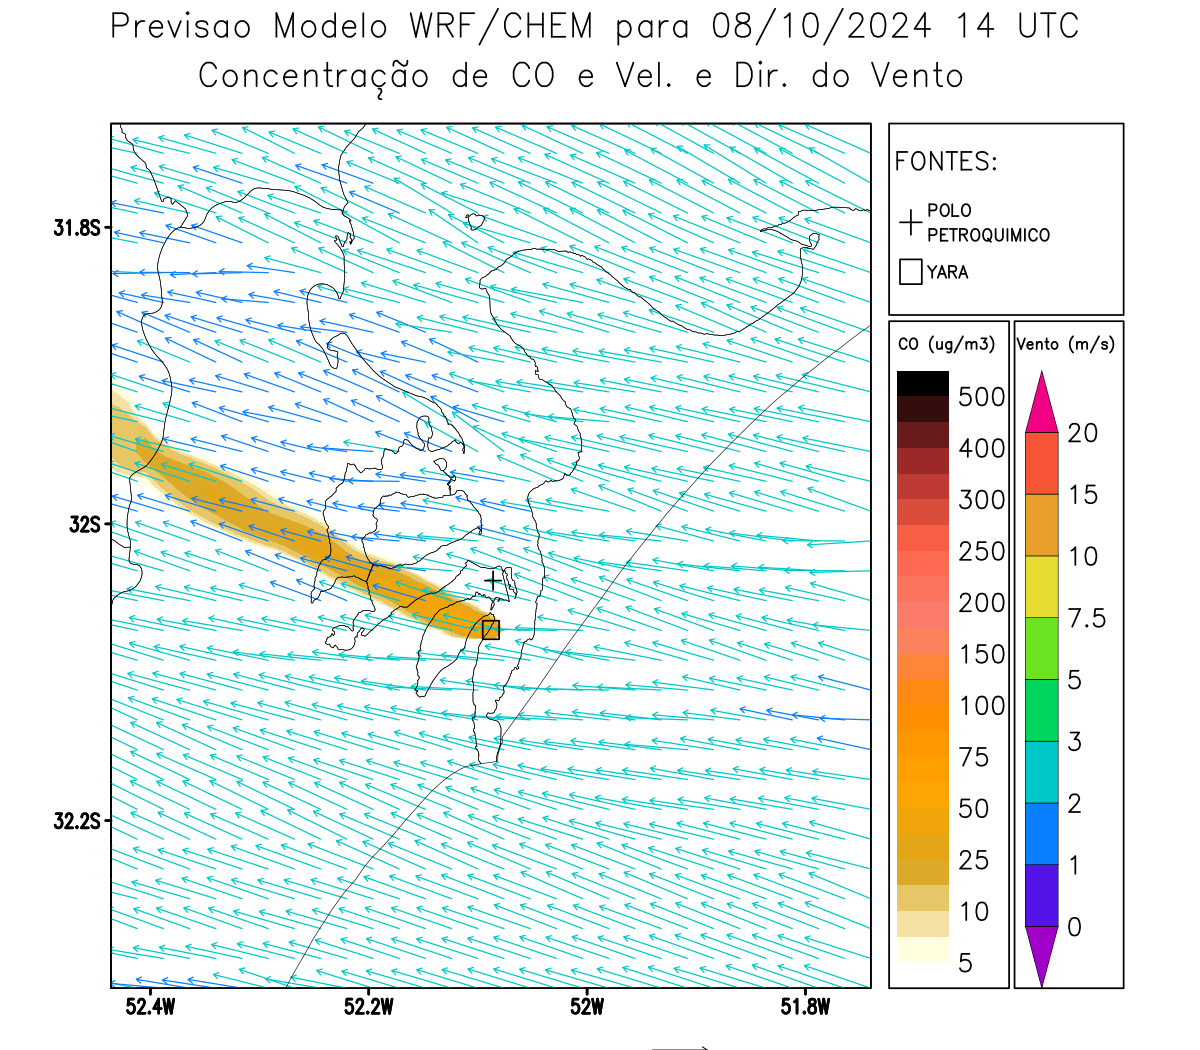 Previsao Modelo WRF/CHEM para 08/10/2024 14 UTC
Concentração de CO e Vel. e Dir. do Vento
FONTES:
POLO
PETROQUIMICO
YARA
CO (ug/m3)
500
400
300
250
200
150
100
75
50
25
10
5
Vento (m/s)
20
15
10
7.5
5
3
2
1
0
31.8S
32S
32.2S
52.4W
52.2W
52W
51.8W